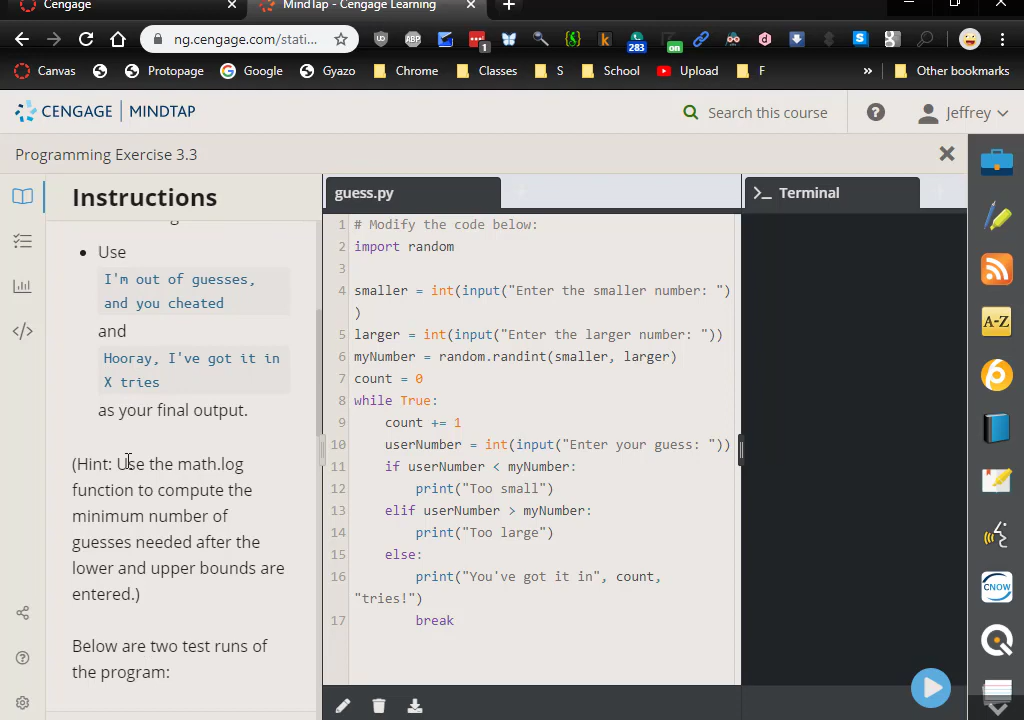 Cengage
MindTap - Cengage Learning
ng.cengage.com/stati...
1
283
on
Canvas
Protopage
Google
Gyazo
Chrome
Classes
S
School
Upload
F
»
Other bookmarks
CENGAGE MINDTAP
Search this course
Jeffrey
Programming Exercise 3.3
Instructions
• Use
I'm out of guesses,
and you cheated
and
Hooray, I've got it in
X tries
as your final output.
(Hint: Use the math.log
function to compute the
minimum number of
guesses needed after the
lower and upper bounds are
entered.)
Below are two test runs of
the program:
guess.py
1 # Modify the code below:
2 import random
3
4 smaller = int(input("Enter the smaller number: ")
)
5 larger = int(input("Enter the larger number: "))
6 myNumber = random.randint(smaller, larger)
7 count = 0
8 while True:
9 count += 1
10 userNumber = int(input("Enter your guess: "))
11 if userNumber < myNumber:
12 print("Too small")
13 elif userNumber > myNumber:
14 print("Too large")
15 else:
16 print("You've got it in", count,
"tries!")
17 break
Terminal
A-Z
CNOW